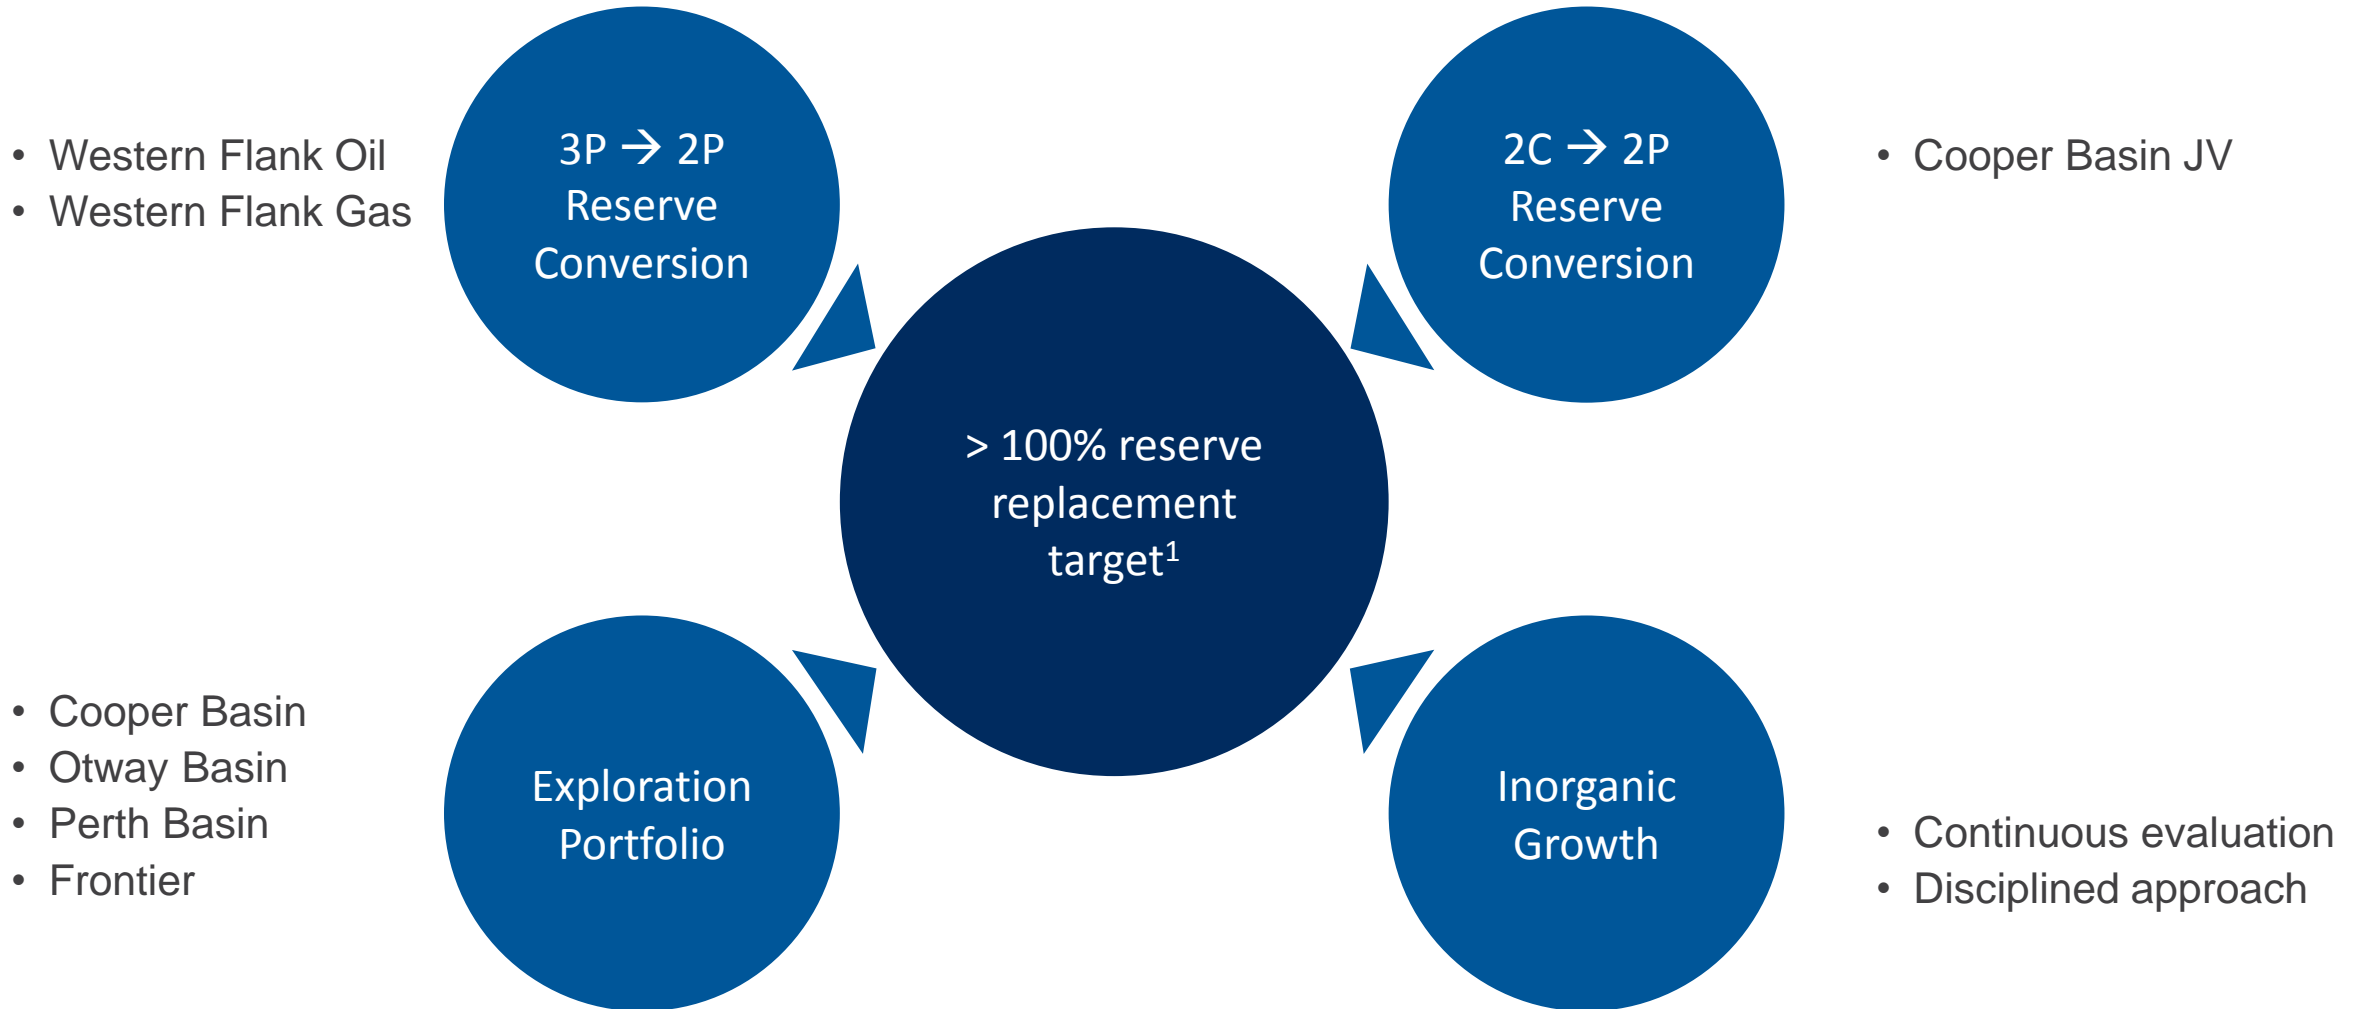 • Western Flank Oil
• Western Flank Gas
3P → 2P
Reserve
Conversion
2C → 2P
Reserve
Conversion
• Cooper Basin JV
> 100% reserve
replacement
target¹
• Cooper Basin
• Otway Basin
• Perth Basin
• Frontier
Exploration
Portfolio
Inorganic
Growth
• Continuous evaluation
• Disciplined approach